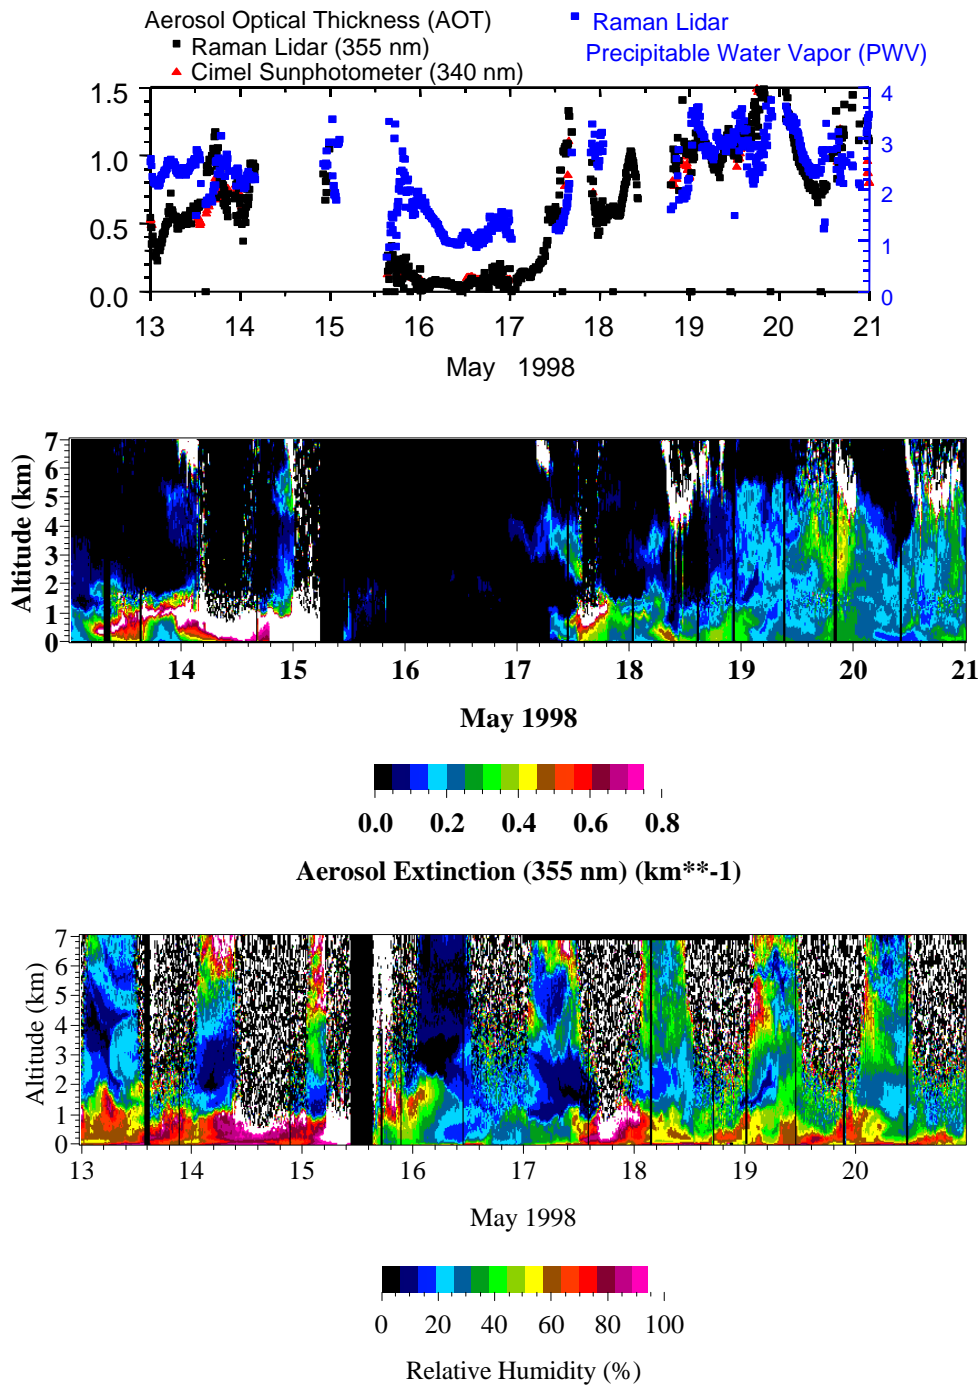 Aerosol Optical Thickness (AOT)
Raman Lidar (355 nm)
Cimel Sunphotometer (340 nm)
Raman Lidar
Precipitable Water Vapor (PWV)
1.5
1.0
0.5
0.0
4
3
2
1
0
13 14 15 16 17 18 19 20 21
May 1998
Altitude (km)
7
6
5
4
3
2
1
0
14 15 16 17 18 19 20 21
May 1998
0.0 0.2 0.4 0.6 0.8
Aerosol Extinction (355 nm) (km**-1)
Altitude (km)
7
6
5
4
3
2
1
0
13 14 15 16 17 18 19 20
May 1998
0 20 40 60 80 100
Relative Humidity (%)